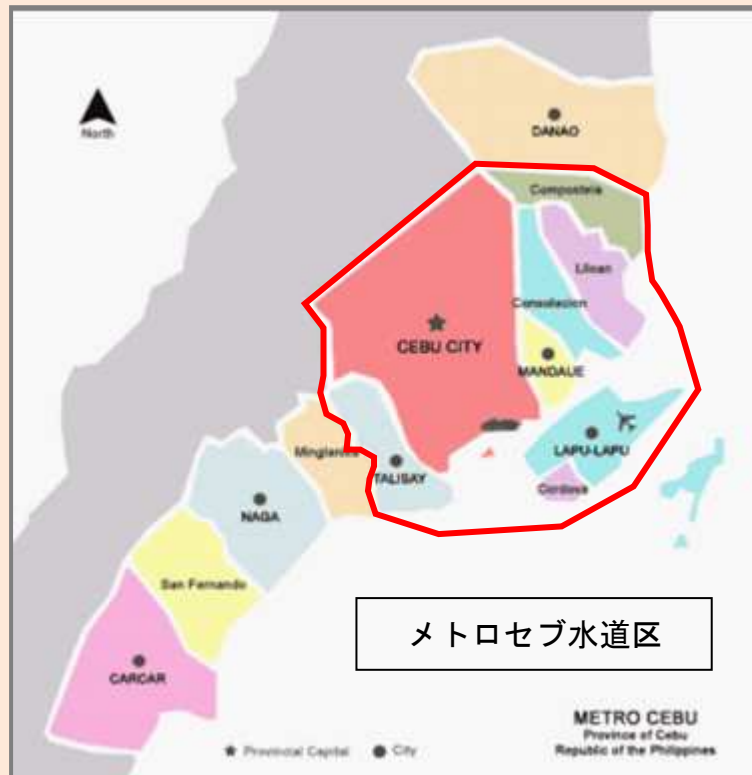 North
DANAO
Compostela
Liloan
Consolacion
CEBU CITY
MANDAUE
LAPU-LAPU
Cordova
Minglanilla
TALISAY
NAGA
San Fernando
CARCAR
メトロセブ水道区
METRO CEBU
Province of Cebu
Republic of the Philippines
Provincial Capital
City